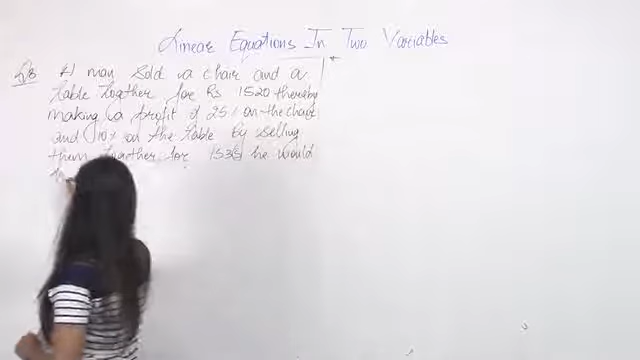 Linear Equations In Two Variables
A man sold a chair and a
table together for Rs 1520 thereby
making a profit of 25% on the chair
and 10% on the table by selling
them together for 1535 he would